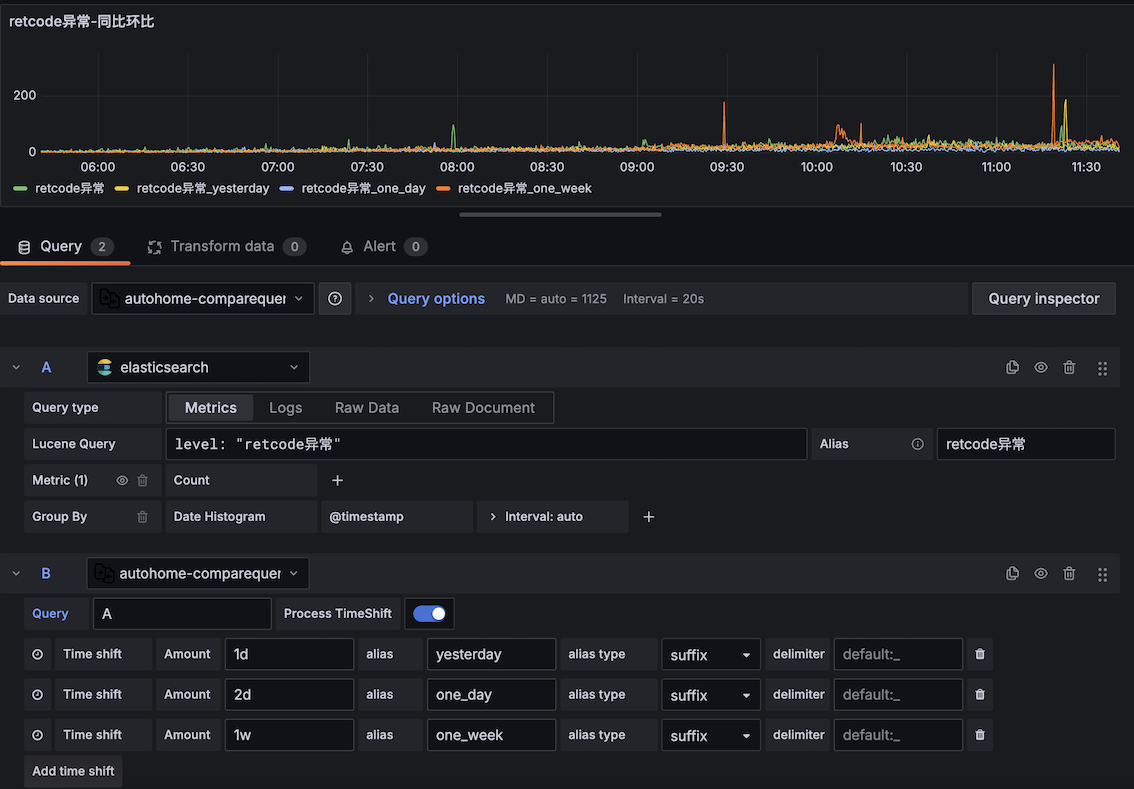 retcode异常-同比环比
200
0
06:00 06:30 07:00 07:30 08:00 08:30 09:00 09:30 10:00 10:30 11:00 11:30
retcode异常 retcode异常_yesterday retcode异常_one_day retcode异常_one_week
Query 2 Transform data 0 Alert 0
Data source autohome-comparequer Query options MD = auto = 1125 Interval = 20s Query inspector
A elasticsearch
Query type Metrics Logs Raw Data Raw Document
Lucene Query level: "retcode异常" Alias retcode异常
Metric (1) Count +
Group By Date Histogram @timestamp > Interval: auto +
B autohome-comparequer
Query A Process TimeShift
Time shift Amount 1d alias yesterday alias type suffix delimiter default:_
Time shift Amount 2d alias one_day alias type suffix delimiter default:_
Time shift Amount 1w alias one_week alias type suffix delimiter default:_
Add time shift